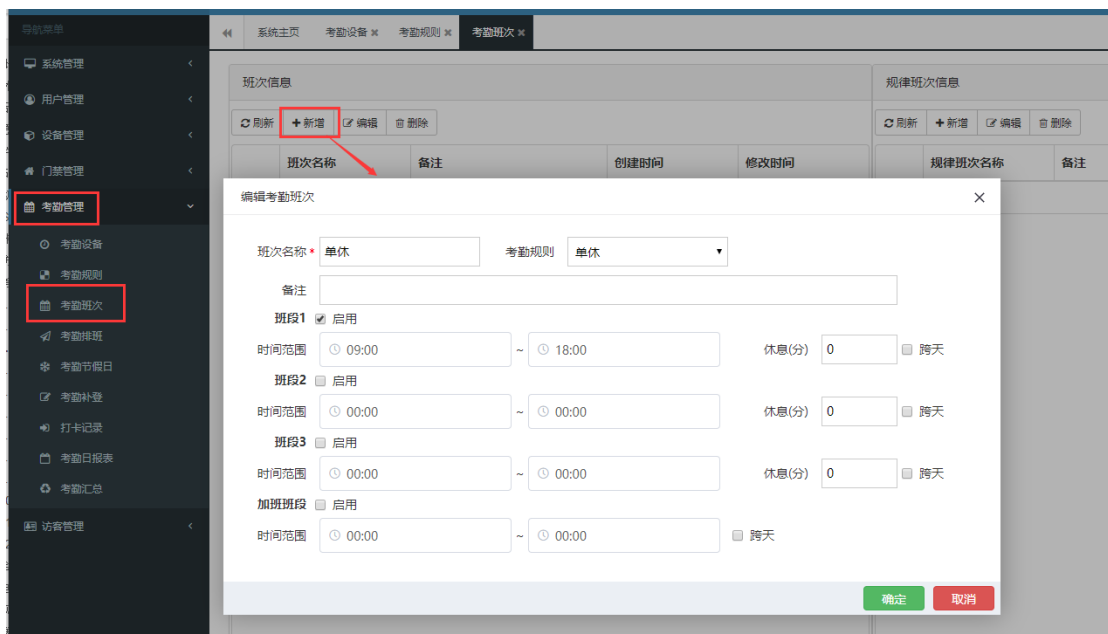 导航菜单
系统主页 考勤设备 考勤规则 考勤班次
系统管理
用户管理
设备管理
门禁管理
考勤管理
考勤设备
考勤规则
考勤班次
考勤排班
考勤节假日
考勤补登
打卡记录
考勤日报表
考勤汇总
访客管理
班次信息
刷新 新增 编辑 删除
班次名称 备注 创建时间 修改时间
规律班次信息
刷新 新增 编辑 删除
规律班次名称 备注
编辑考勤班次
班次名称* 单休 考勤规则 单休
备注
班段1 启用
时间范围 09:00 ~ 18:00 休息(分) 0 跨天
班段2 启用
时间范围 00:00 ~ 00:00 休息(分) 0 跨天
班段3 启用
时间范围 00:00 ~ 00:00 休息(分) 0 跨天
加班班段 启用
时间范围 00:00 ~ 00:00 跨天
确定 取消